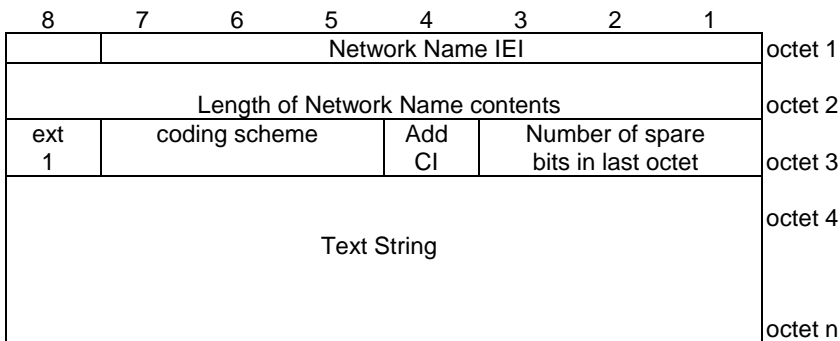 8 7 6 5 4 3 2 1
Network Name IEI octet 1
Length of Network Name contents octet 2
ext coding scheme Add Number of spare
1 CI bits in last octet octet 3
octet 4
Text String
octet n